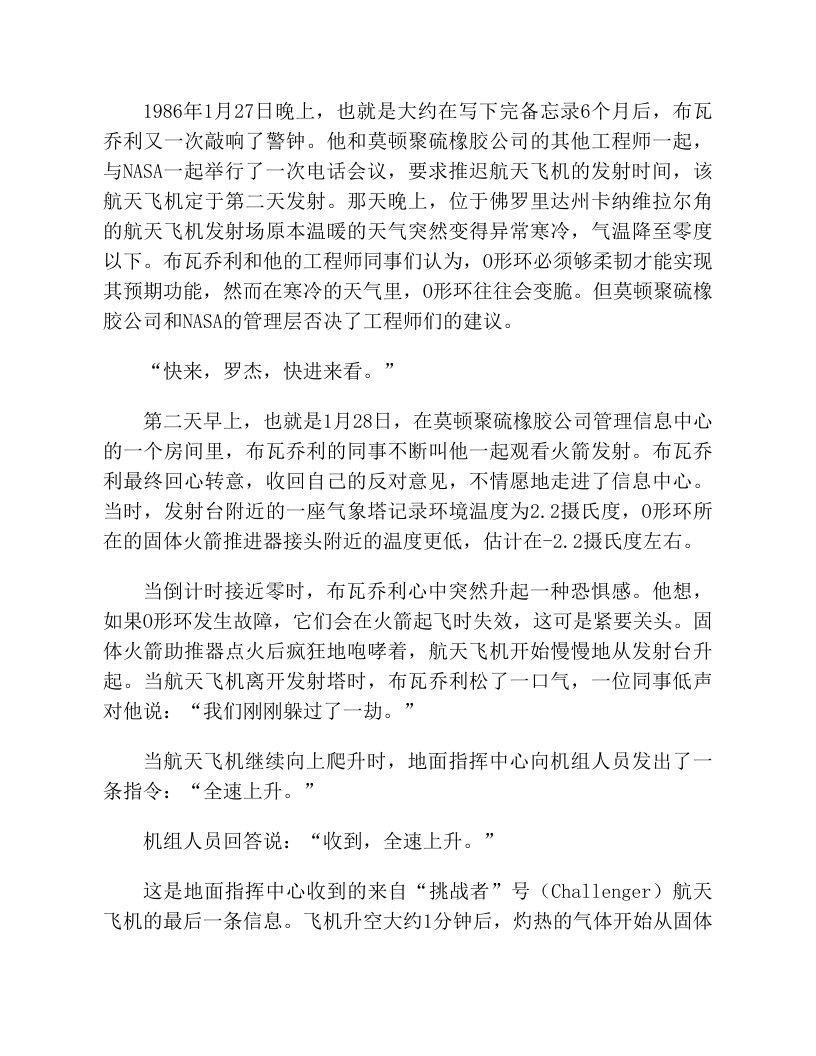 1986年1月27日晚上，也就是大约在写下完备忘录6个月后，布瓦
乔利又一次敲响了警钟。他和莫顿聚硫橡胶公司的其他工程师一起，
与NASA一起举行了一次电话会议，要求推迟航天飞机的发射时间，该
航天飞机定于第二天发射。那天晚上，位于佛罗里达州卡纳维拉尔角
的航天飞机发射场原本温暖的天气突然变得异常寒冷，气温降至零度
以下。布瓦乔利和他的工程师同事们认为，O形环必须够柔韧才能实现
其预期功能，然而在寒冷的天气里，O形环往往会变脆。但莫顿聚硫橡
胶公司和NASA的管理层否决了工程师们的建议。
“快来，罗杰，快进来看。”
第二天早上，也就是1月28日，在莫顿聚硫橡胶公司管理信息中心
的一个房间里，布瓦乔利的同事不断叫他一起观看火箭发射。布瓦乔
利最终回心转意，收回自己的反对意见，不情愿地走进了信息中心。
当时，发射台附近的一座气象塔记录环境温度为2.2摄氏度，O形环所
在的固体火箭推进器接头附近的温度更低，估计在-2.2摄氏度左右。
当倒计时接近零时，布瓦乔利心中突然升起一种恐惧感。他想，
如果O形环发生故障，它们会在火箭起飞时失效，这可是紧要关头。固
体火箭助推器点火后疯狂地咆哮着，航天飞机开始慢慢地从发射台升
起。当航天飞机离开发射塔时，布瓦乔利松了一口气，一位同事低声
对他说：“我们刚刚躲过了一劫。”
当航天飞机继续向上爬升时，地面指挥中心向机组人员发出了一
条指令：“全速上升。”
机组人员回答说：“收到，全速上升。”
这是地面指挥中心收到的来自“挑战者”号（Challenger）航天
飞机的最后一条信息。飞机升空大约1分钟后，灼热的气体开始从固体